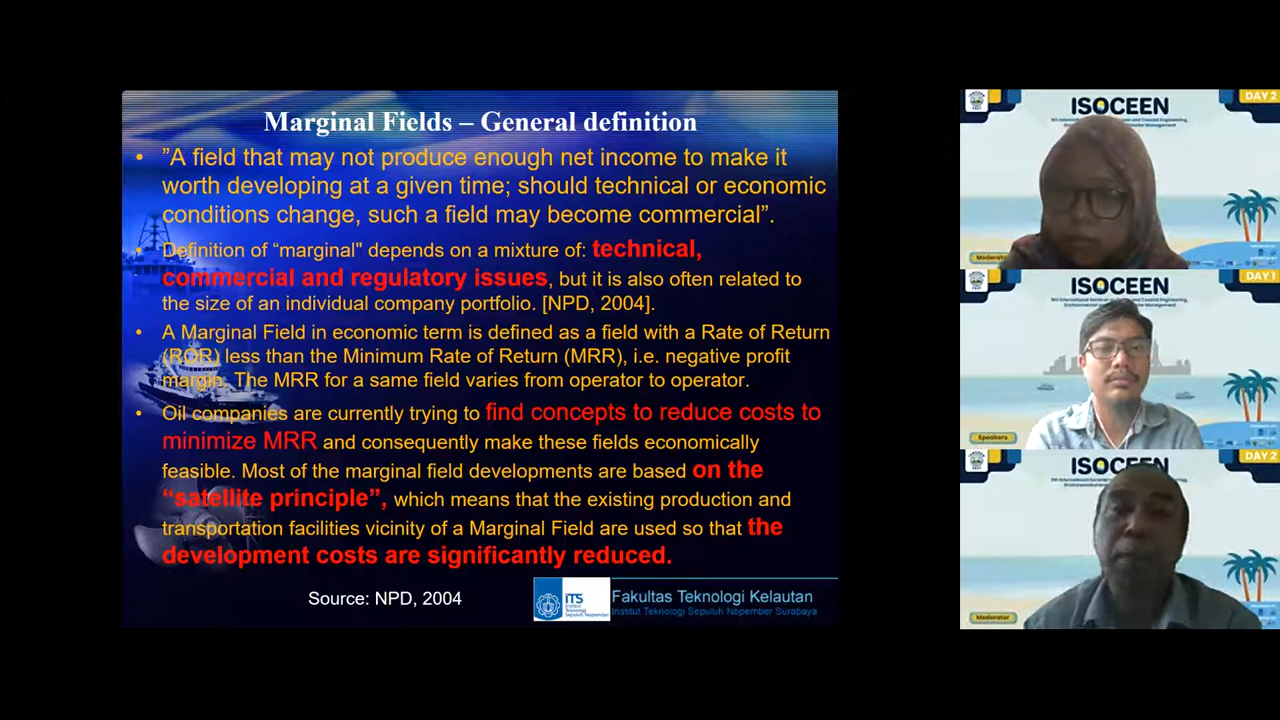 Marginal Fields – General definition
• ”A field that may not produce enough net income to make it
worth developing at a given time; should technical or economic
conditions change, such a field may become commercial”.
• Definition of “marginal" depends on a mixture of: technical,
commercial and regulatory issues, but it is also often related to
the size of an individual company portfolio. [NPD, 2004].
• A Marginal Field in economic term is defined as a field with a Rate of Return
(ROR) less than the Minimum Rate of Return (MRR), i.e. negative profit
margin. The MRR for a same field varies from operator to operator.
• Oil companies are currently trying to find concepts to reduce costs to
minimize MRR and consequently make these fields economically
feasible. Most of the marginal field developments are based on the
“satellite principle”, which means that the existing production and
transportation facilities vicinity of a Marginal Field are used so that the
development costs are significantly reduced.
Source: NPD, 2004
ITS
Institut
Teknologi
Sepuluh Nopember
Fakultas Teknologi Kelautan
Institut Teknologi Sepuluh Nopember Surabaya
DAY 2
ISOCEEN
Moderator
DAY 1
ISOCEEN
Speakers
DAY 2
ISOCEEN
Moderator